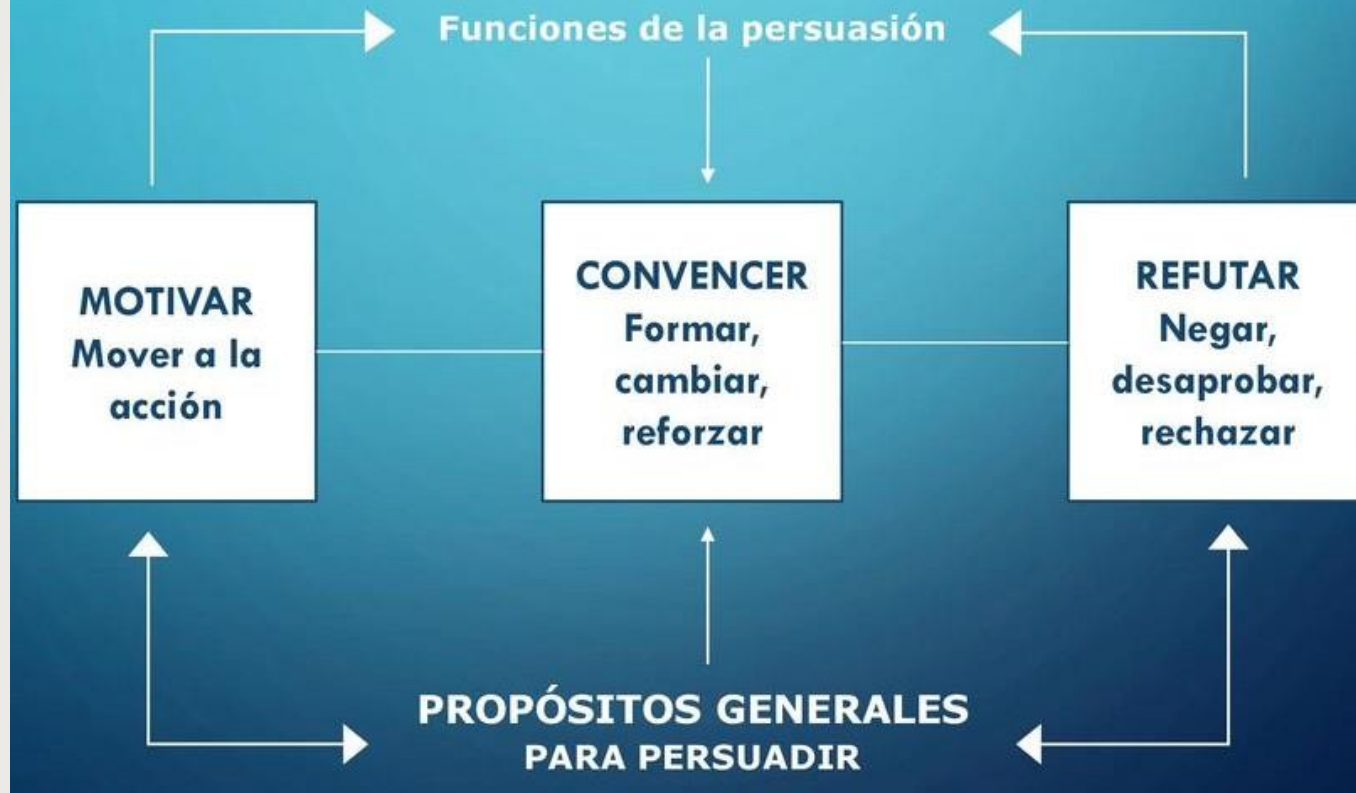 Funciones de la persuasión
MOTIVAR
Mover a la
acción
CONVENCER
Formar,
cambiar,
reforzar
REFUTAR
Negar,
desaprobar,
rechazar
PROPÓSITOS GENERALES
PARA PERSUADIR